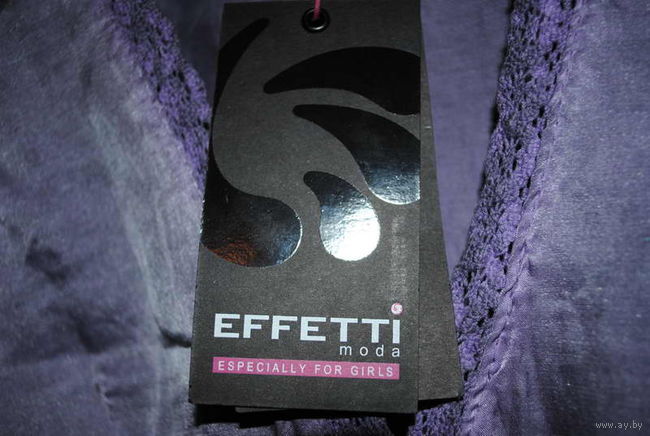 EFFETTi
moda
ESPECIALLY FOR GIRLS
www.ay.by